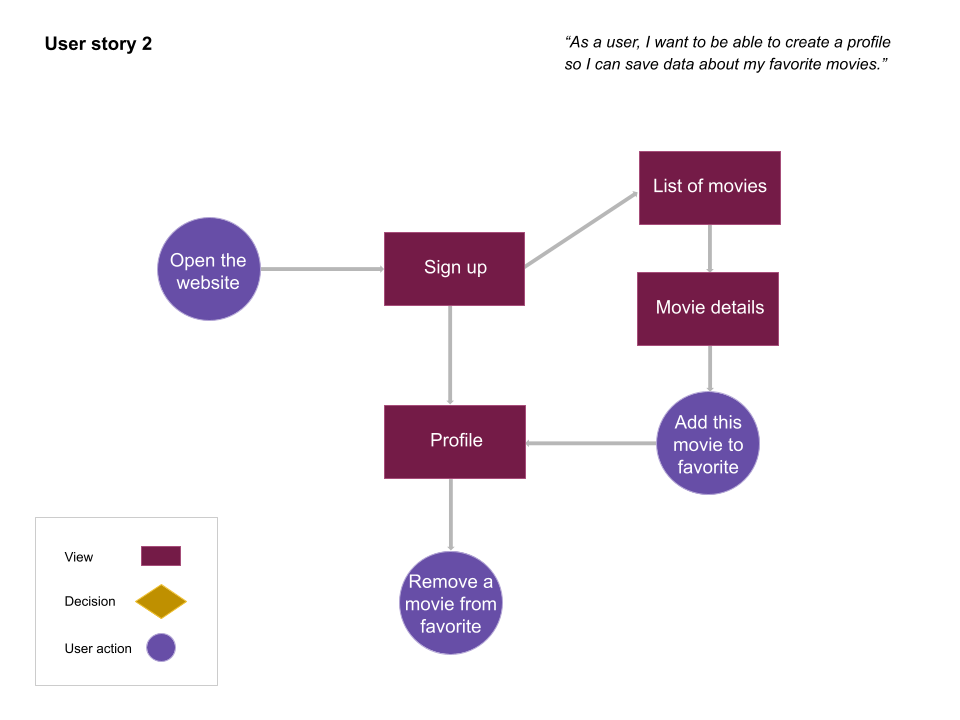 User story 2
“As a user, I want to be able to create a profile
so I can save data about my favorite movies.”
List of movies
Open the
website
Sign up
Movie details
Profile
Add this
movie to
favorite
Remove a
movie from
favorite
View
Decision
User action